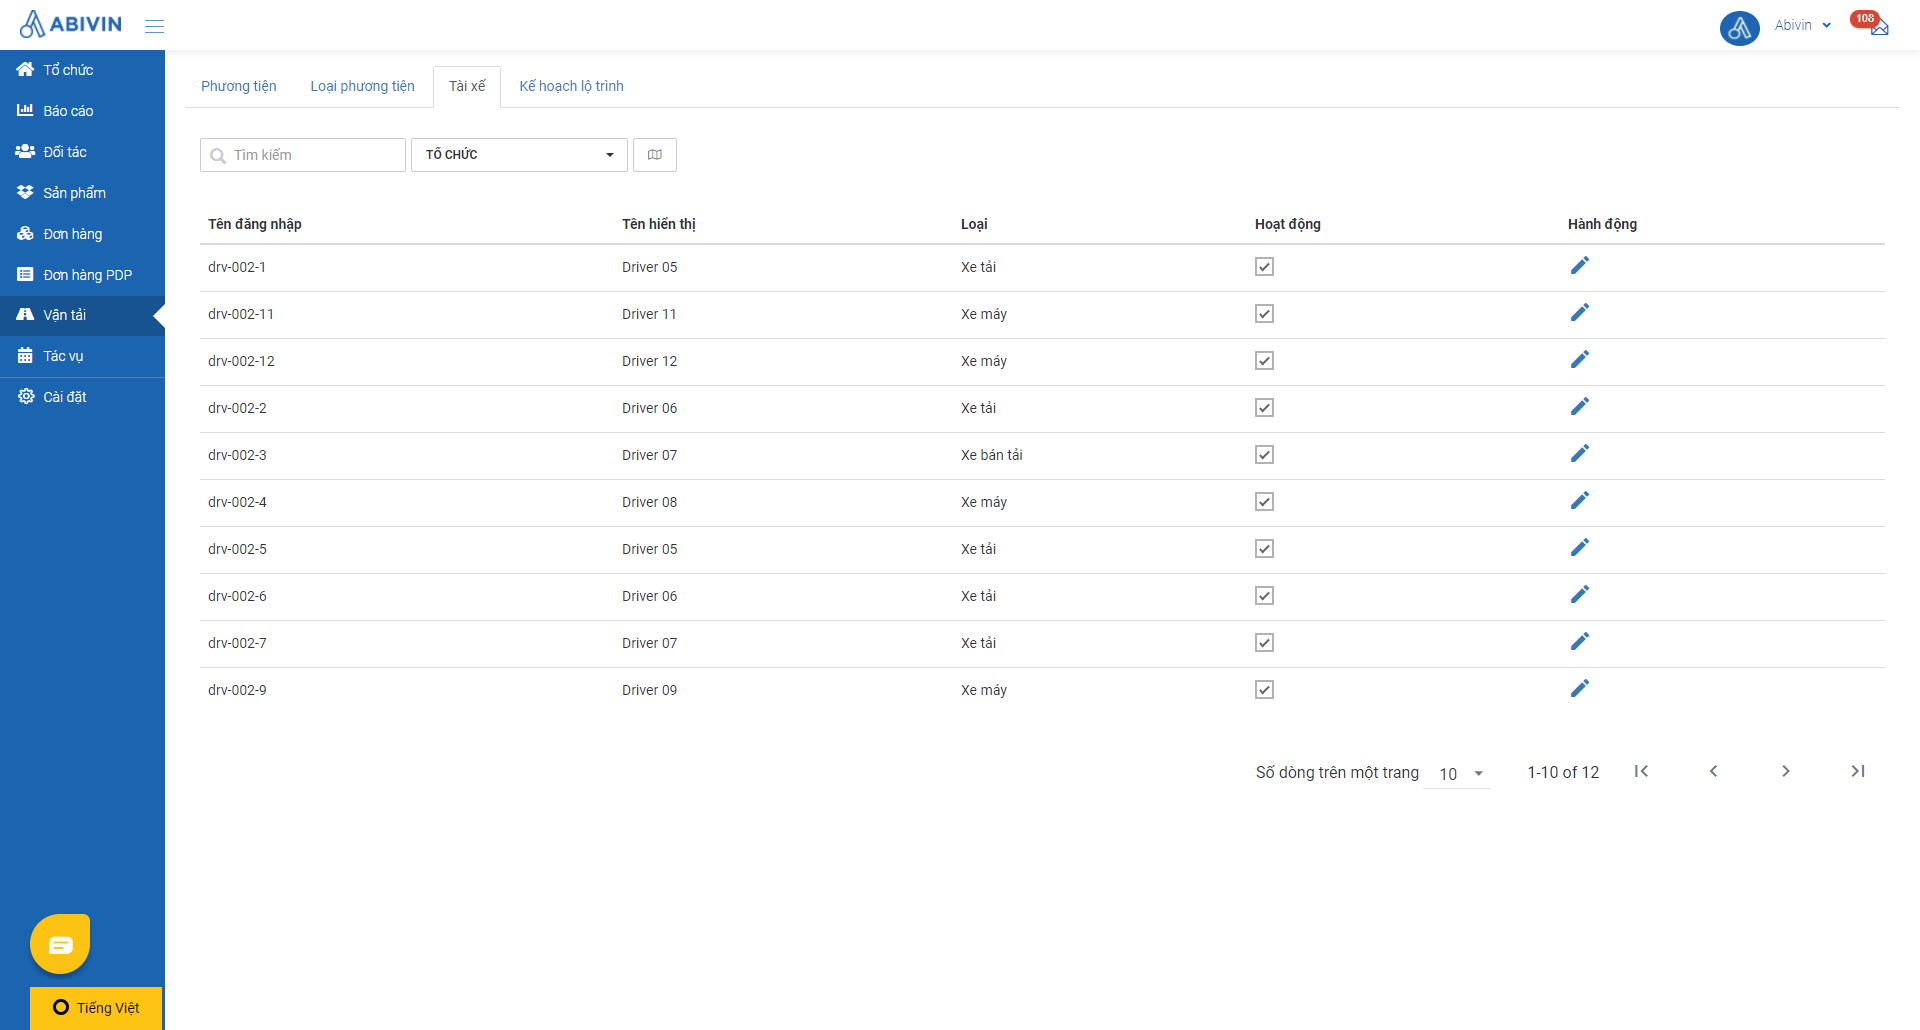 ABIVIN
Abivin
108
Tổ chức
Báo cáo
Đối tác
Sản phẩm
Đơn hàng
Đơn hàng PDP
Vận tải
Tác vụ
Cài đặt
Phương tiện Loại phương tiện Tài xế Kế hoạch lộ trình
Tìm kiếm TỔ CHỨC
Tên đăng nhập Tên hiển thị Loại Hoạt động Hành động
drv-002-1 Driver 05 Xe tải
drv-002-11 Driver 11 Xe máy
drv-002-12 Driver 12 Xe máy
drv-002-2 Driver 06 Xe tải
drv-002-3 Driver 07 Xe bán tải
drv-002-4 Driver 08 Xe máy
drv-002-5 Driver 05 Xe tải
drv-002-6 Driver 06 Xe tải
drv-002-7 Driver 07 Xe tải
drv-002-9 Driver 09 Xe máy
Số dòng trên một trang 10 1-10 of 12
Tiếng Việt